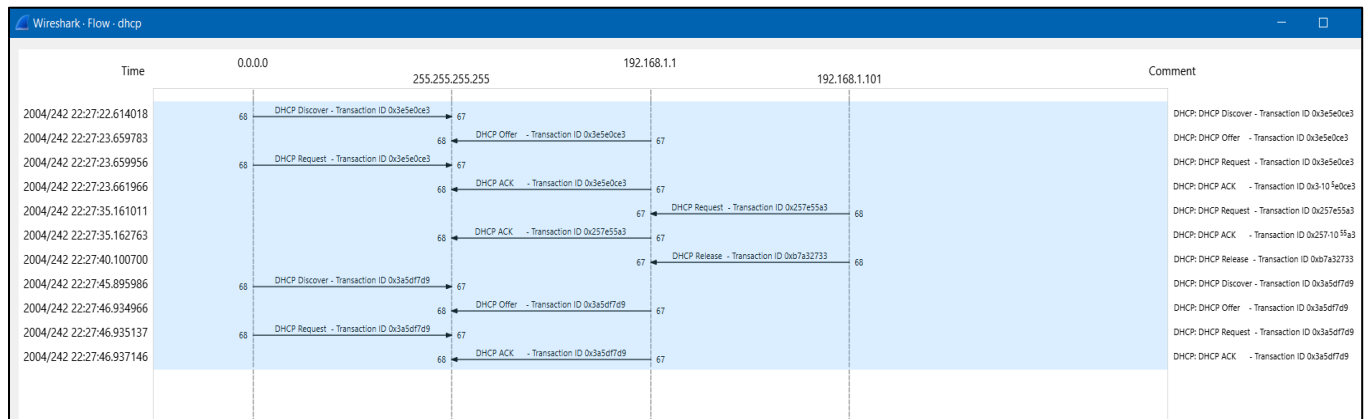 Wireshark · Flow · dhcp
Time 0.0.0.0 255.255.255.255 192.168.1.1 192.168.1.101 Comment
2004/242 22:27:22.614018 68 DHCP Discover - Transaction ID 0x3e5e0ce3 67 DHCP: DHCP Discover - Transaction ID 0x3e5e0ce3
2004/242 22:27:23.659783 68 DHCP Offer - Transaction ID 0x3e5e0ce3 67 DHCP: DHCP Offer - Transaction ID 0x3e5e0ce3
2004/242 22:27:23.659956 68 DHCP Request - Transaction ID 0x3e5e0ce3 67 DHCP: DHCP Request - Transaction ID 0x3e5e0ce3
2004/242 22:27:23.661966 68 DHCP ACK - Transaction ID 0x3e5e0ce3 67 DHCP: DHCP ACK - Transaction ID 0x3-10 5e0ce3
2004/242 22:27:35.161011 67 DHCP Request - Transaction ID 0x257e55a3 68 DHCP: DHCP Request - Transaction ID 0x257e55a3
2004/242 22:27:35.162763 68 DHCP ACK - Transaction ID 0x257e55a3 67 DHCP: DHCP ACK - Transaction ID 0x257-10 55a3
2004/242 22:27:40.100700 67 DHCP Release - Transaction ID 0xb7a32733 68 DHCP: DHCP Release - Transaction ID 0xb7a32733
2004/242 22:27:45.895986 68 DHCP Discover - Transaction ID 0x3a5df7d9 67 DHCP: DHCP Discover - Transaction ID 0x3a5df7d9
2004/242 22:27:46.934966 68 DHCP Offer - Transaction ID 0x3a5df7d9 67 DHCP: DHCP Offer - Transaction ID 0x3a5df7d9
2004/242 22:27:46.935137 68 DHCP Request - Transaction ID 0x3a5df7d9 67 DHCP: DHCP Request - Transaction ID 0x3a5df7d9
2004/242 22:27:46.937146 68 DHCP ACK - Transaction ID 0x3a5df7d9 67 DHCP: DHCP ACK - Transaction ID 0x3a5df7d9